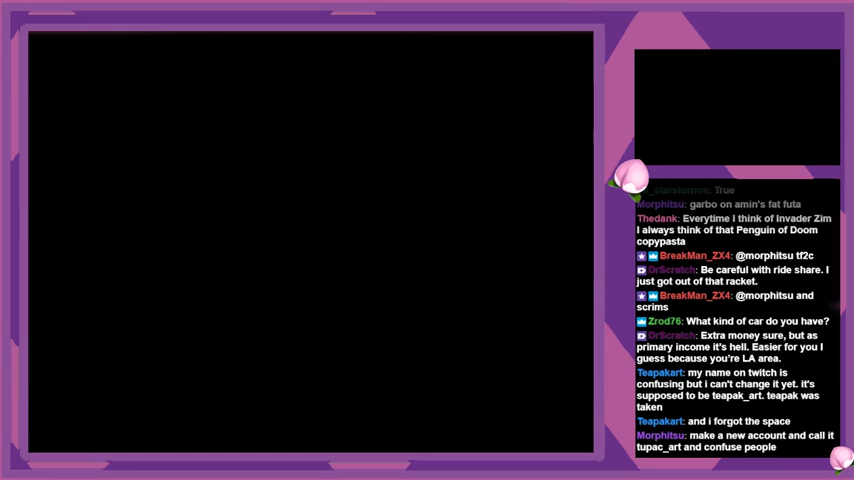 starstormm: True
Morphitsu: garbo on amin's fat futa
Thedank: Everytime I think of Invader Zim
I always think of that Penguin of Doom
copypasta
BreakMan_ZX4: @morphitsu tf2c
DrScratch: Be careful with ride share. I
just got out of that racket.
BreakMan_ZX4: @morphitsu and
scrims
Zrod76: What kind of car do you have?
DrScratch: Extra money sure, but as
primary income it's hell. Easier for you I
guess because you're LA area.
Teapakart: my name on twitch is
confusing but i can't change it yet. it's
supposed to be teapak_art. teapak was
taken
Teapakart: and i forgot the space
Morphitsu: make a new account and call it
tupac_art and confuse people